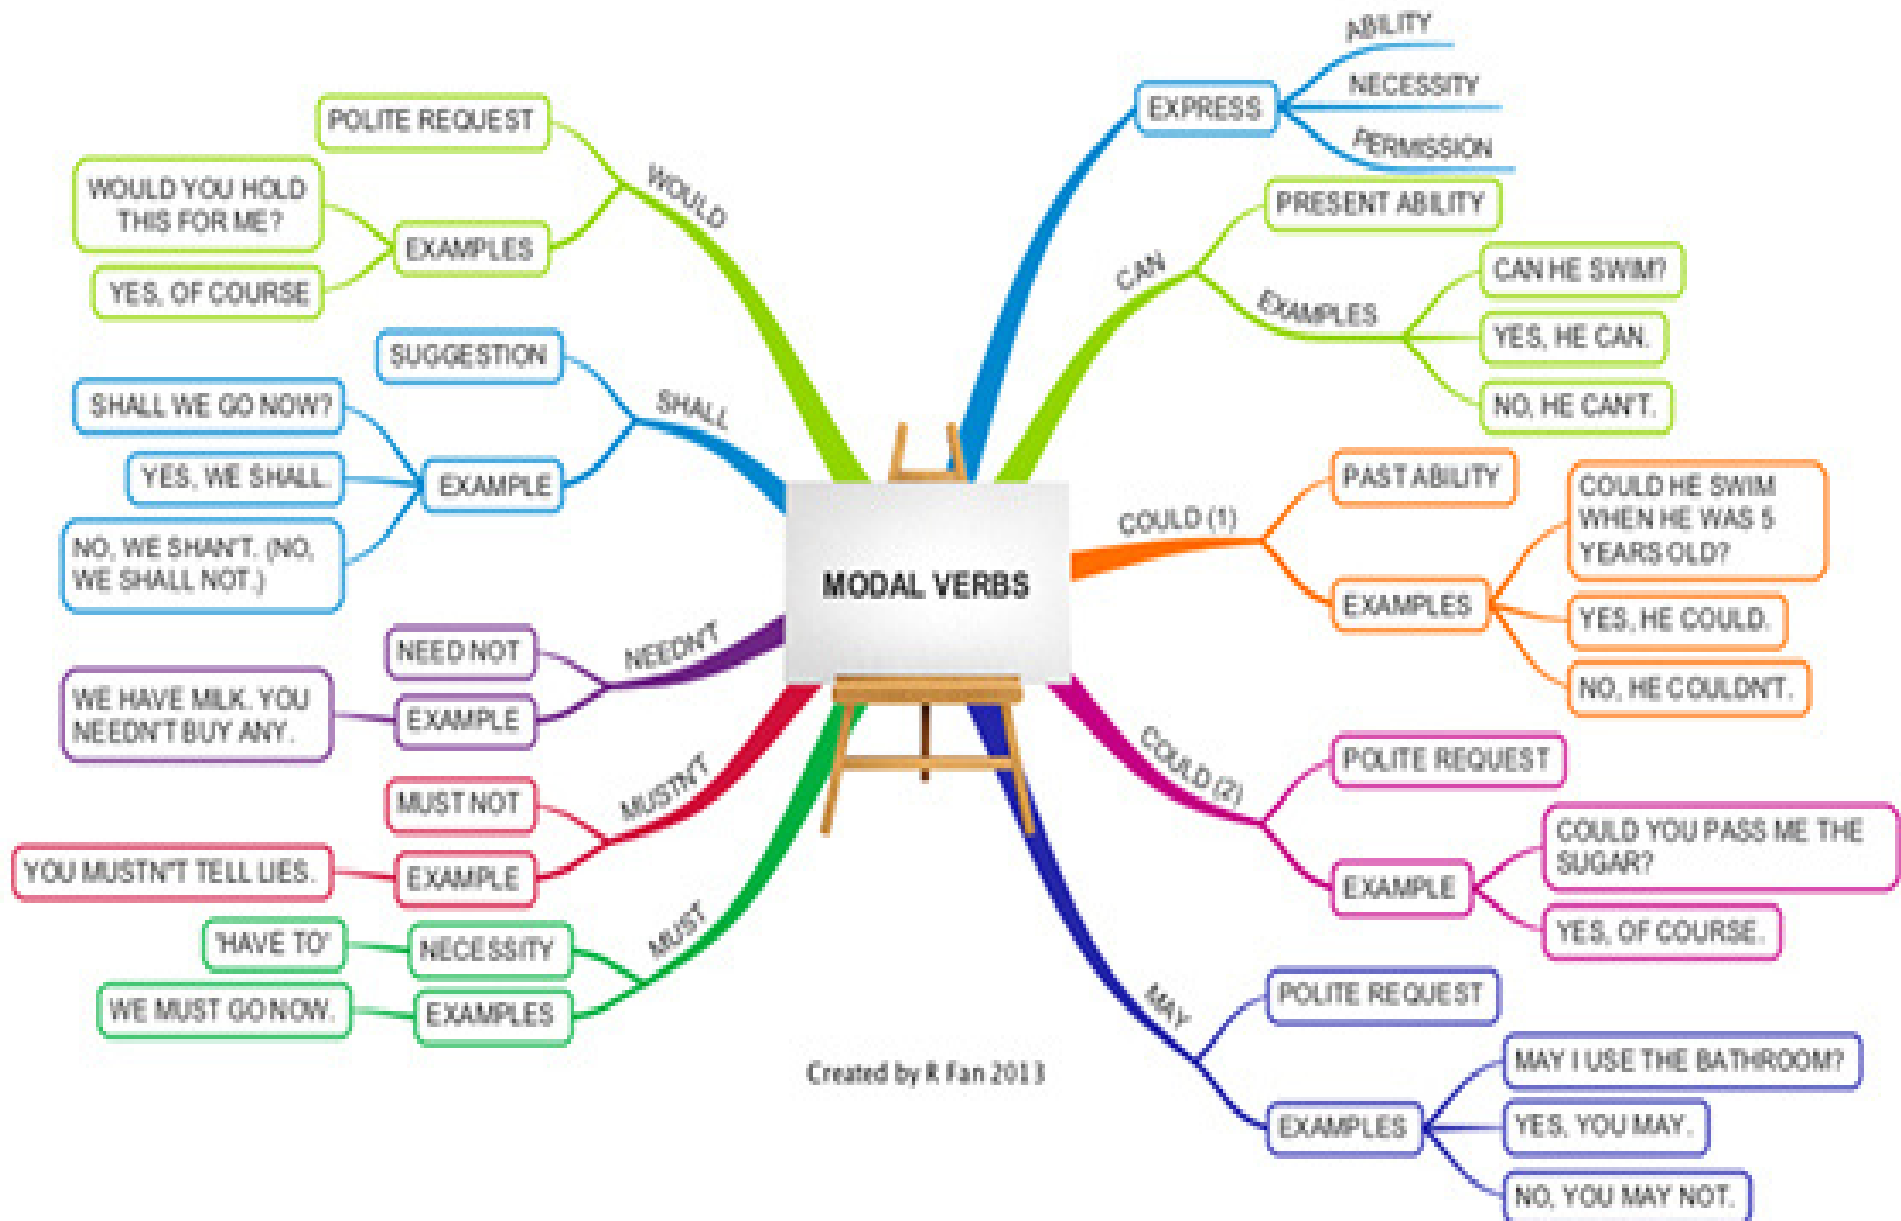 MODAL VERBS
EXPRESS
ABILITY
NECESSITY
PERMISSION
CAN
PRESENT ABILITY
EXAMPLES
CAN HE SWIM?
YES, HE CAN.
NO, HE CAN'T.
COULD (1)
PAST ABILITY
EXAMPLES
COULD HE SWIM
WHEN HE WAS 5
YEARS OLD?
YES, HE COULD.
NO, HE COULDN'T.
COULD (2)
POLITE REQUEST
EXAMPLE
COULD YOU PASS ME THE
SUGAR?
YES, OF COURSE.
MAY
POLITE REQUEST
EXAMPLES
MAY I USE THE BATHROOM?
YES, YOU MAY.
NO, YOU MAY NOT.
WOULD
POLITE REQUEST
EXAMPLES
WOULD YOU HOLD
THIS FOR ME?
YES, OF COURSE
SHALL
SUGGESTION
EXAMPLE
SHALL WE GO NOW?
YES, WE SHALL.
NO, WE SHAN'T. (NO,
WE SHALL NOT.)
NEEDN'T
NEED NOT
EXAMPLE
WE HAVE MILK. YOU
NEEDN'T BUY ANY.
MUSTN'T
MUST NOT
EXAMPLE
YOU MUSTN"T TELL LIES.
MUST
NECESSITY
'HAVE TO'
EXAMPLES
WE MUST GO NOW.
Created by R Fan 2013